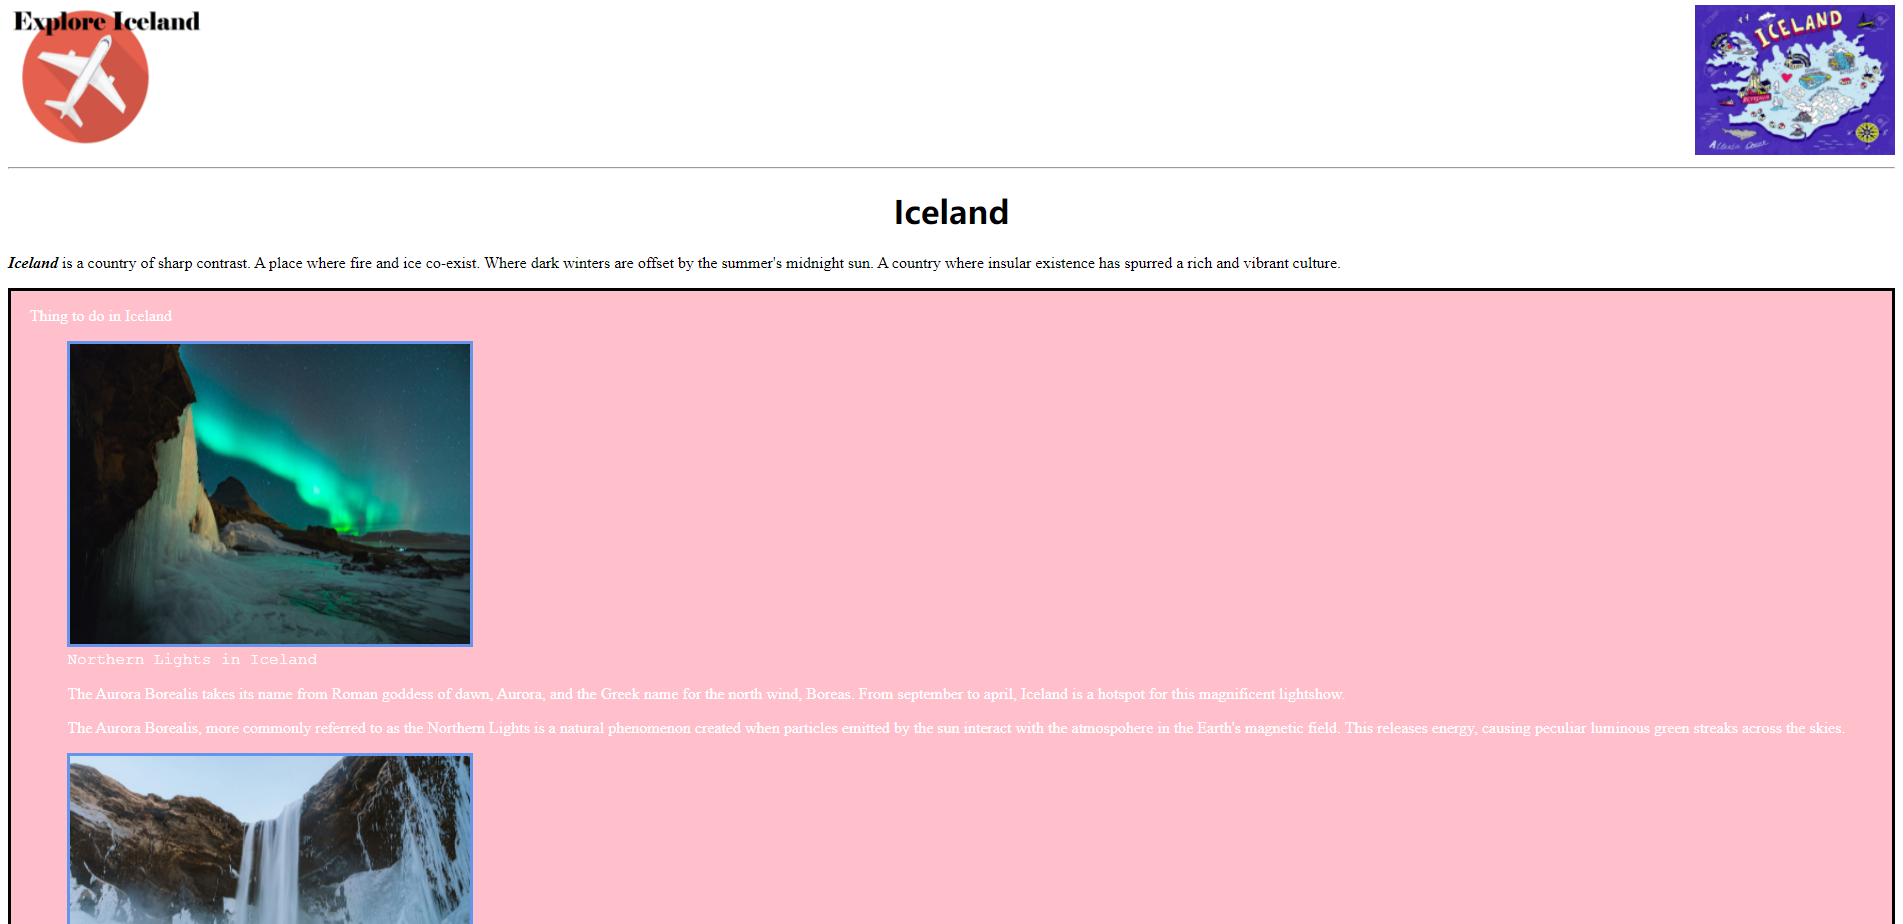 Explore Iceland
ICELAND
Iceland
Iceland is a country of sharp contrast. A place where fire and ice co-exist. Where dark winters are offset by the summer's midnight sun. A country where insular existence has spurred a rich and vibrant culture.
Thing to do in Iceland
Northern Lights in Iceland
The Aurora Borealis takes its name from Roman goddess of dawn, Aurora, and the Greek name for the north wind, Boreas. From september to april, Iceland is a hotspot for this magnificent lightshow.
The Aurora Borealis, more commonly referred to as the Northern Lights is a natural phenomenon created when particles emitted by the sun interact with the atmospohere in the Earth's magnetic field. This releases energy, causing peculiar luminous green streaks across the skies.